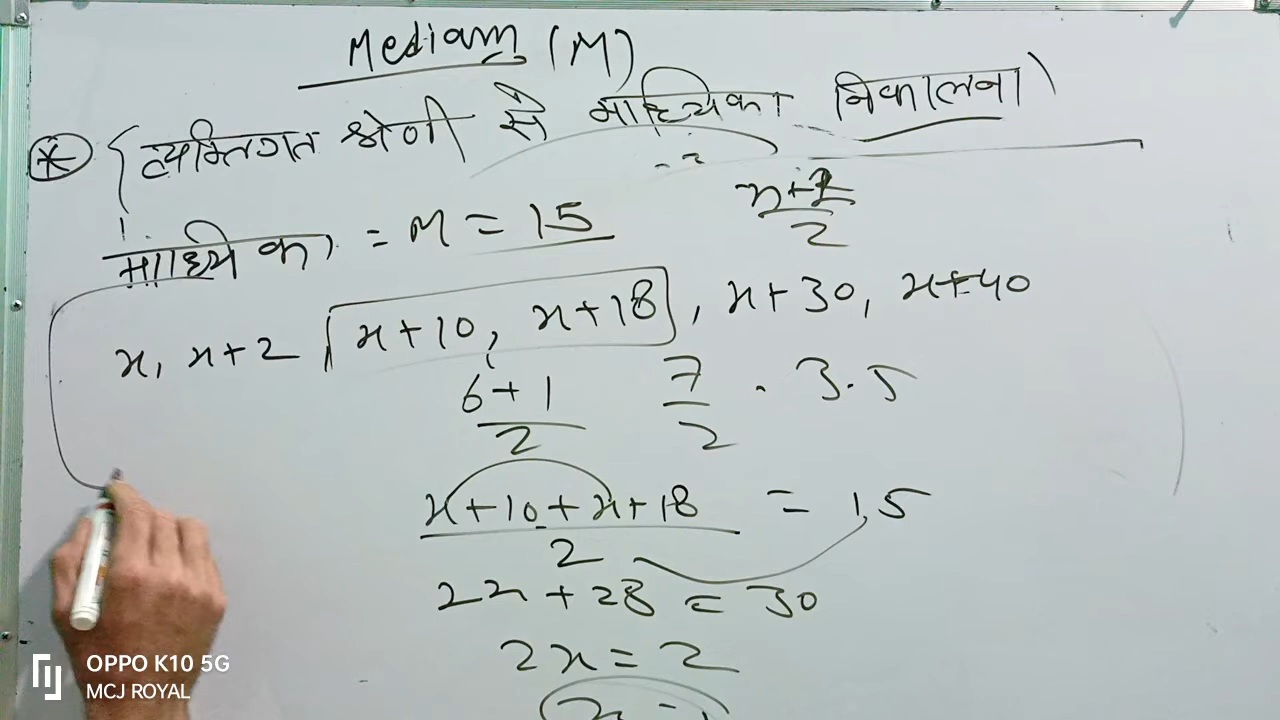 Median (M)
* { व्यक्तिगत श्रेणी से माध्यिका निकालना )
माध्यिका = M = 15
n+1/2
x, x+2 x+10, x+18, x+30, x+40
6+1/2 7/2 . 3.5
x+10+x+18/2 = 15
2x+28 = 30
2x = 2
OPPO K10 5G
MCJ ROYAL